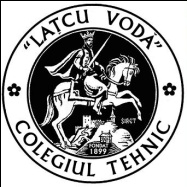 "LAȚCU VODĂ"
SIRET
FONDAT
1899
COLEGIUL TEHNIC